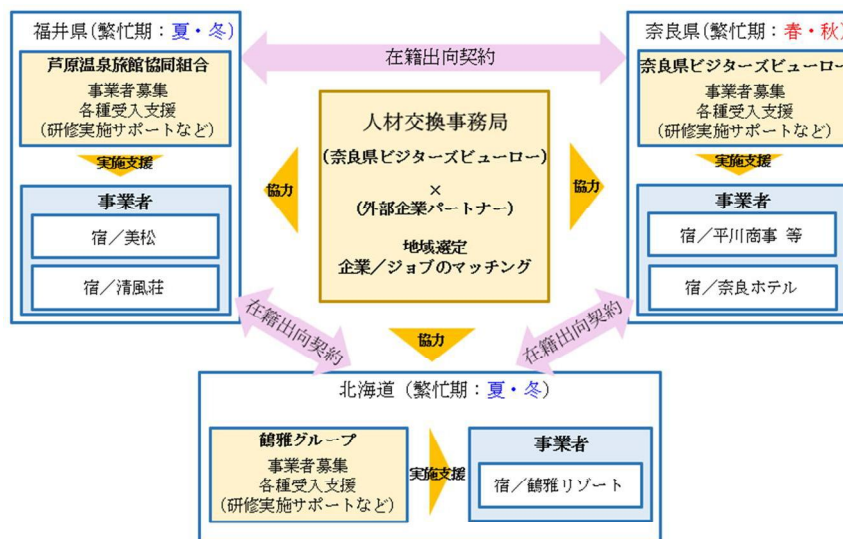 福井県(繁忙期：夏・冬)
芦原温泉旅館協同組合
事業者募集
各種受入支援
(研修実施サポートなど)
実施支援
事業者
宿／美松
宿／清風荘
在籍出向契約
人材交換事務局
(奈良県ビジターズビューロー)
×
(外部企業パートナー)
地域選定
企業／ジョブのマッチング
協力
協力
協力
奈良県(繁忙期：春・秋)
奈良県ビジターズビューロー
事業者募集
各種受入支援
(研修実施サポートなど)
実施支援
事業者
宿／平川商事 等
宿／奈良ホテル
在籍出向契約
在籍出向契約
北海道 (繁忙期：夏・冬)
鶴雅グループ
事業者募集
各種受入支援
(研修実施サポートなど)
実施支援
事業者
宿／鶴雅リゾート